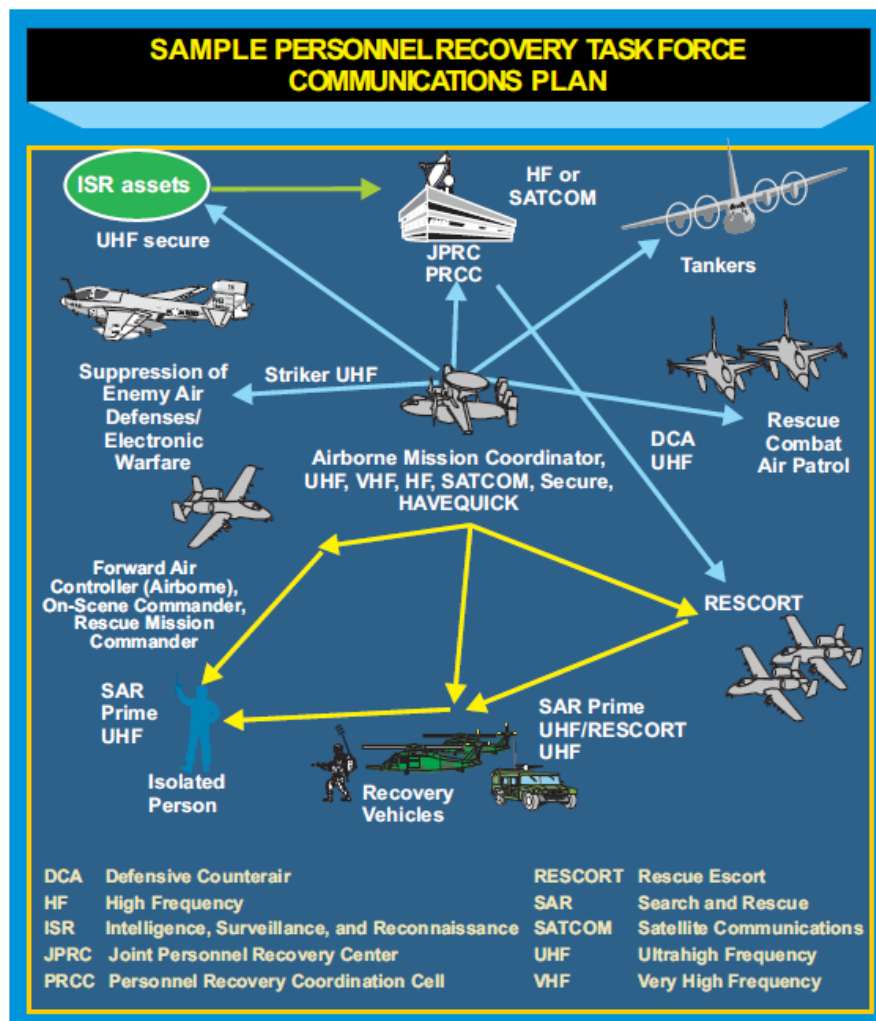 SAMPLE PERSONNEL RECOVERY TASK FORCE
COMMUNICATIONS PLAN
ISR assets
HF or
SATCOM
UHF secure
JPRC
PRCC
Tankers
Suppression of
Enemy Air
Defenses/
Electronic
Warfare
Striker UHF
DCA
UHF
Rescue
Combat
Air Patrol
Airborne Mission Coordinator,
UHF, VHF, HF, SATCOM, Secure,
HAVEQUICK
Forward Air
Controller (Airborne),
On-Scene Commander,
Rescue Mission
Commander
RESCORT
SAR
Prime
UHF
SAR Prime
UHF/RESCORT
UHF
Isolated
Person
Recovery
Vehicles
DCA Defensive Counterair
HF High Frequency
ISR Intelligence, Surveillance, and Reconnaissance
JPRC Joint Personnel Recovery Center
PRCC Personnel Recovery Coordination Cell
RESCORT Rescue Escort
SAR Search and Rescue
SATCOM Satellite Communications
UHF Ultrahigh Frequency
VHF Very High Frequency